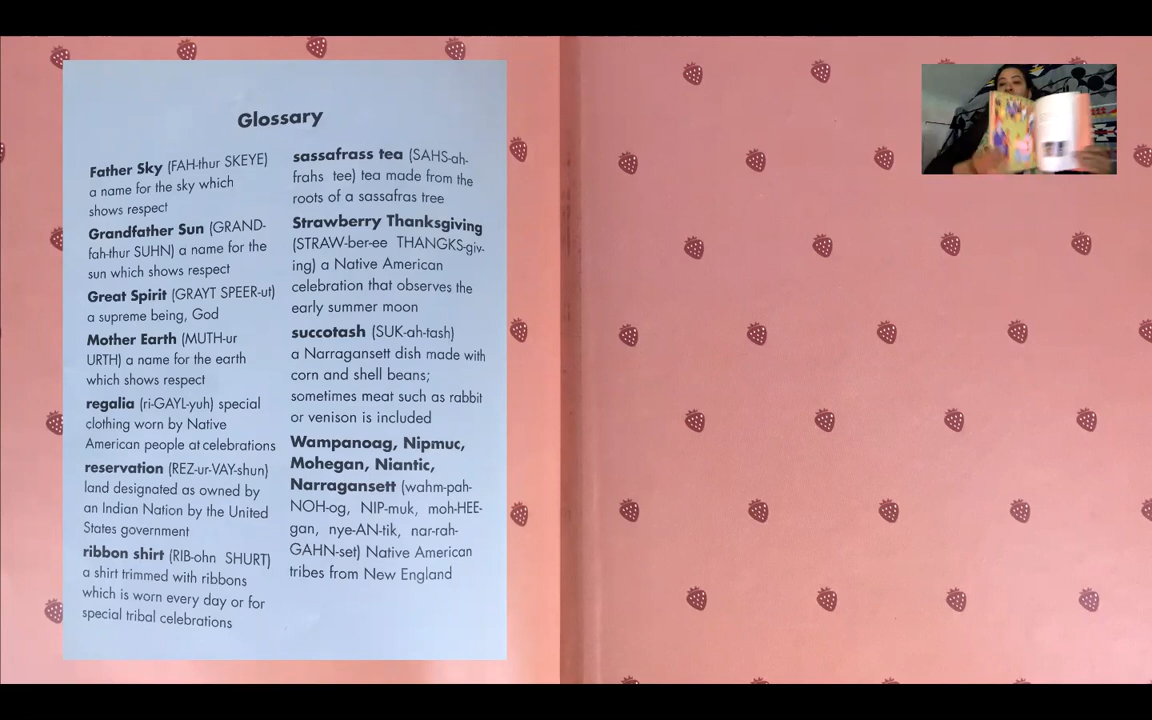 Glossary
Father Sky (FAH-thur SKEYE)
a name for the sky which
shows respect
Grandfather Sun (GRAND-
fah-thur SUHN) a name for the
sun which shows respect
Great Spirit (GRAYT SPEER-ut)
a supreme being, God
Mother Earth (MUTH-ur
URTH) a name for the earth
which shows respect
regalia (ri-GAYL-yuh) special
clothing worn by Native
American people at celebrations
reservation (REZ-ur-VAY-shun)
land designated as owned by
an Indian Nation by the United
States government
ribbon shirt (RIB-ohn SHURT)
a shirt trimmed with ribbons
which is worn every day or for
special tribal celebrations
sassafrass tea (SAHS-ah-
frahs tee) tea made from the
roots of a sassafras tree
Strawberry Thanksgiving
(STRAW-ber-ee THANGKS-giv-
ing) a Native American
celebration that observes the
early summer moon
succotash (SUK-ah-tash)
a Narragansett dish made with
corn and shell beans;
sometimes meat such as rabbit
or venison is included
Wampanoag, Nipmuc,
Mohegan, Niantic,
Narragansett (wahm-pah-
NOH-og, NIP-muk, moh-HEE-
gan, nye-AN-tik, nar-rah-
GAHN-set) Native American
tribes from New England